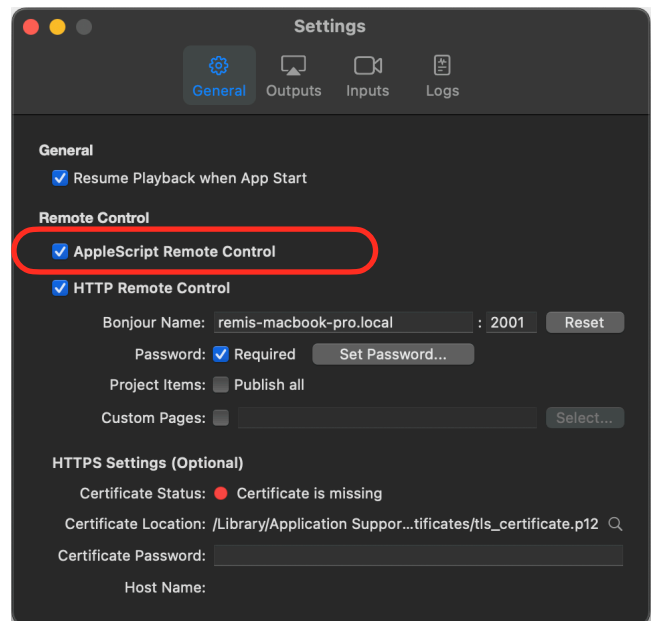 Settings
General Outputs Inputs Logs
General
Resume Playback when App Start
Remote Control
AppleScript Remote Control
HTTP Remote Control
Bonjour Name: remis-macbook-pro.local : 2001 Reset
Password: Required Set Password...
Project Items: Publish all
Custom Pages: Select...
HTTPS Settings (Optional)
Certificate Status: Certificate is missing
Certificate Location: /Library/Application Suppor...tificates/tls_certificate.p12
Certificate Password:
Host Name: